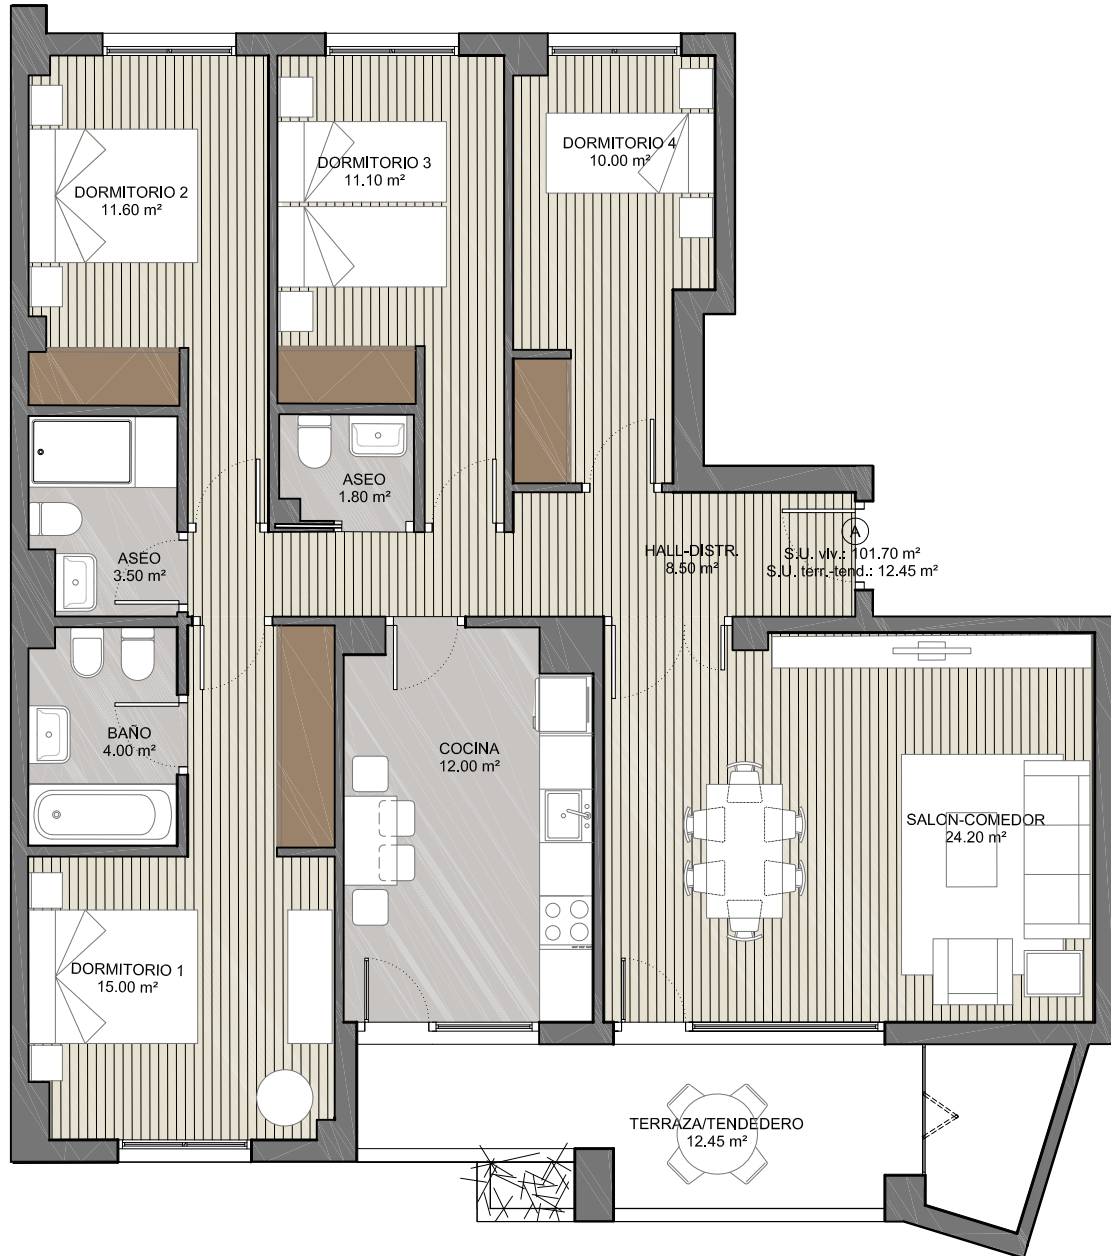 DORMITORIO 4
10.00 m²
DORMITORIO 3
11.10 m²
DORMITORIO 2
11.60 m²
ASEO
1.80 m²
A
HALL-DISTR.
8.50 m²
S.U. viv.: 101.70 m²
S.U. terr.-tend.: 12.45 m²
ASEO
3.50 m²
BAÑO
4.00 m²
COCINA
12.00 m²
SALON-COMEDOR
24.20 m²
DORMITORIO 1
15.00 m²
TERRAZA/TENDEDERO
12.45 m²